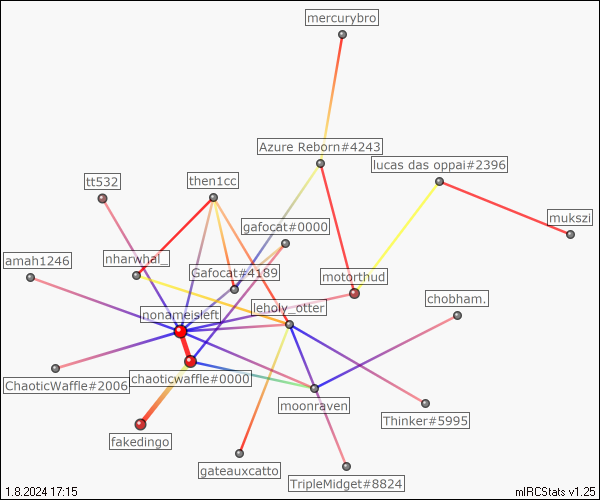 mercurybro
Azure Reborn#4243
lucas das oppai#2396
tt532
then1cc
mukszi
gafocat#0000
amah1246
nharwhal_
Gafocat#4189
motorthud
chobham.
nonameisleft
leholy_otter
ChaoticWaffle#2006
chaoticwaffle#0000
moonraven
Thinker#5995
fakedingo
gateauxcatto
TripleMidget#8824
1.8.2024 17:15
mIRCStats v1.25